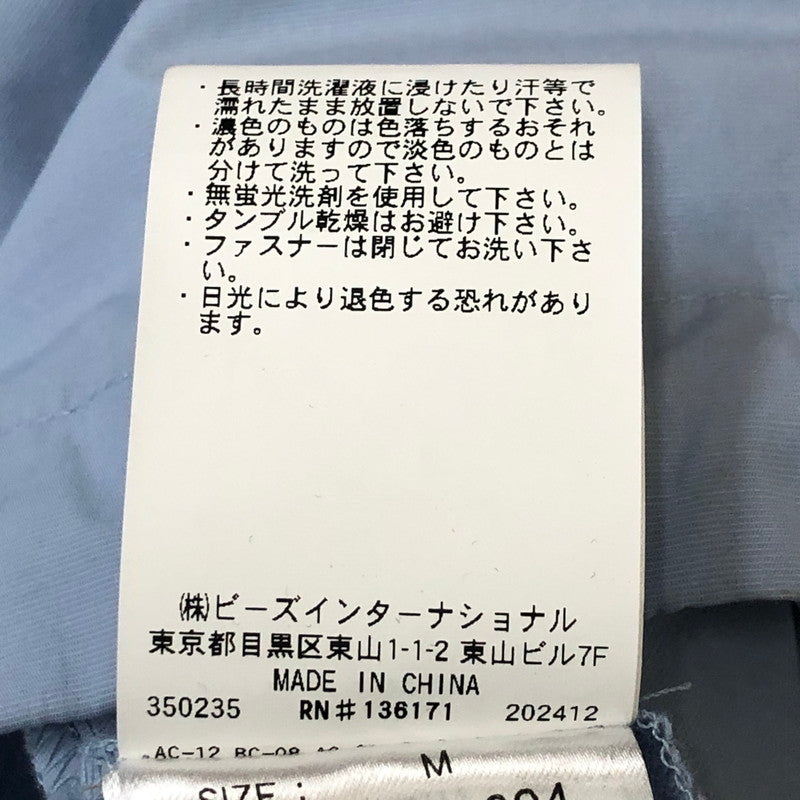 ・長時間洗濯液に浸けたり汗等で
濡れたまま放置しないで下さい。
・濃色のものは色落ちするおそれ
がありますので淡色のものとは
分けて洗って下さい。
・無蛍光洗剤を使用して下さい。
・タンブル乾燥はお避け下さい。
・ファスナーは閉じてお洗い下さ
い。
・日光により退色する恐れがあり
ます。
㈱ビーズインターナショナル
東京都目黒区東山1-1-2 東山ビル7F
MADE IN CHINA
350235 RN#136171 202412
AC-12 BC-08
M
SIZE: